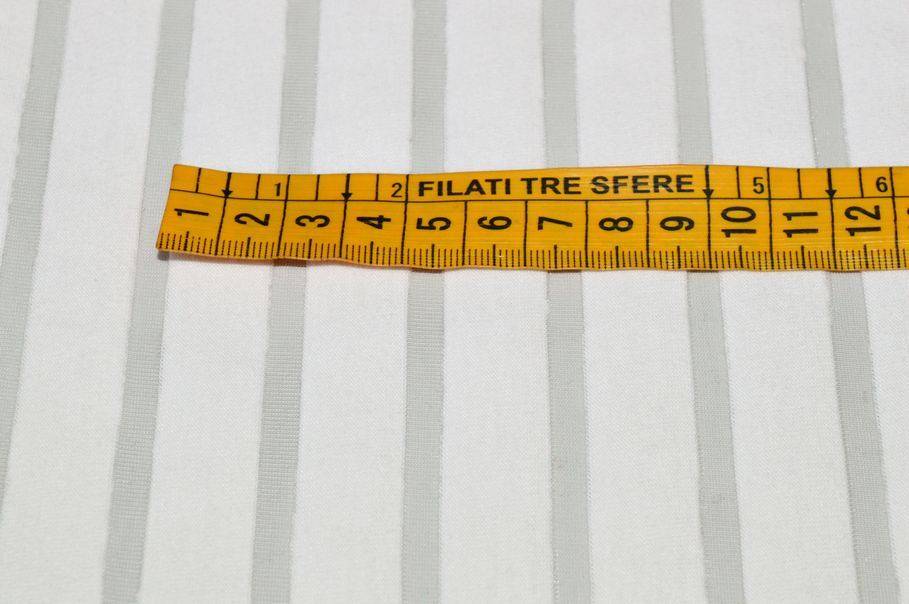 1 2 FILATI TRE SFERE 5 6
1 2 3 4 5 6 7 8 9 10 11 12